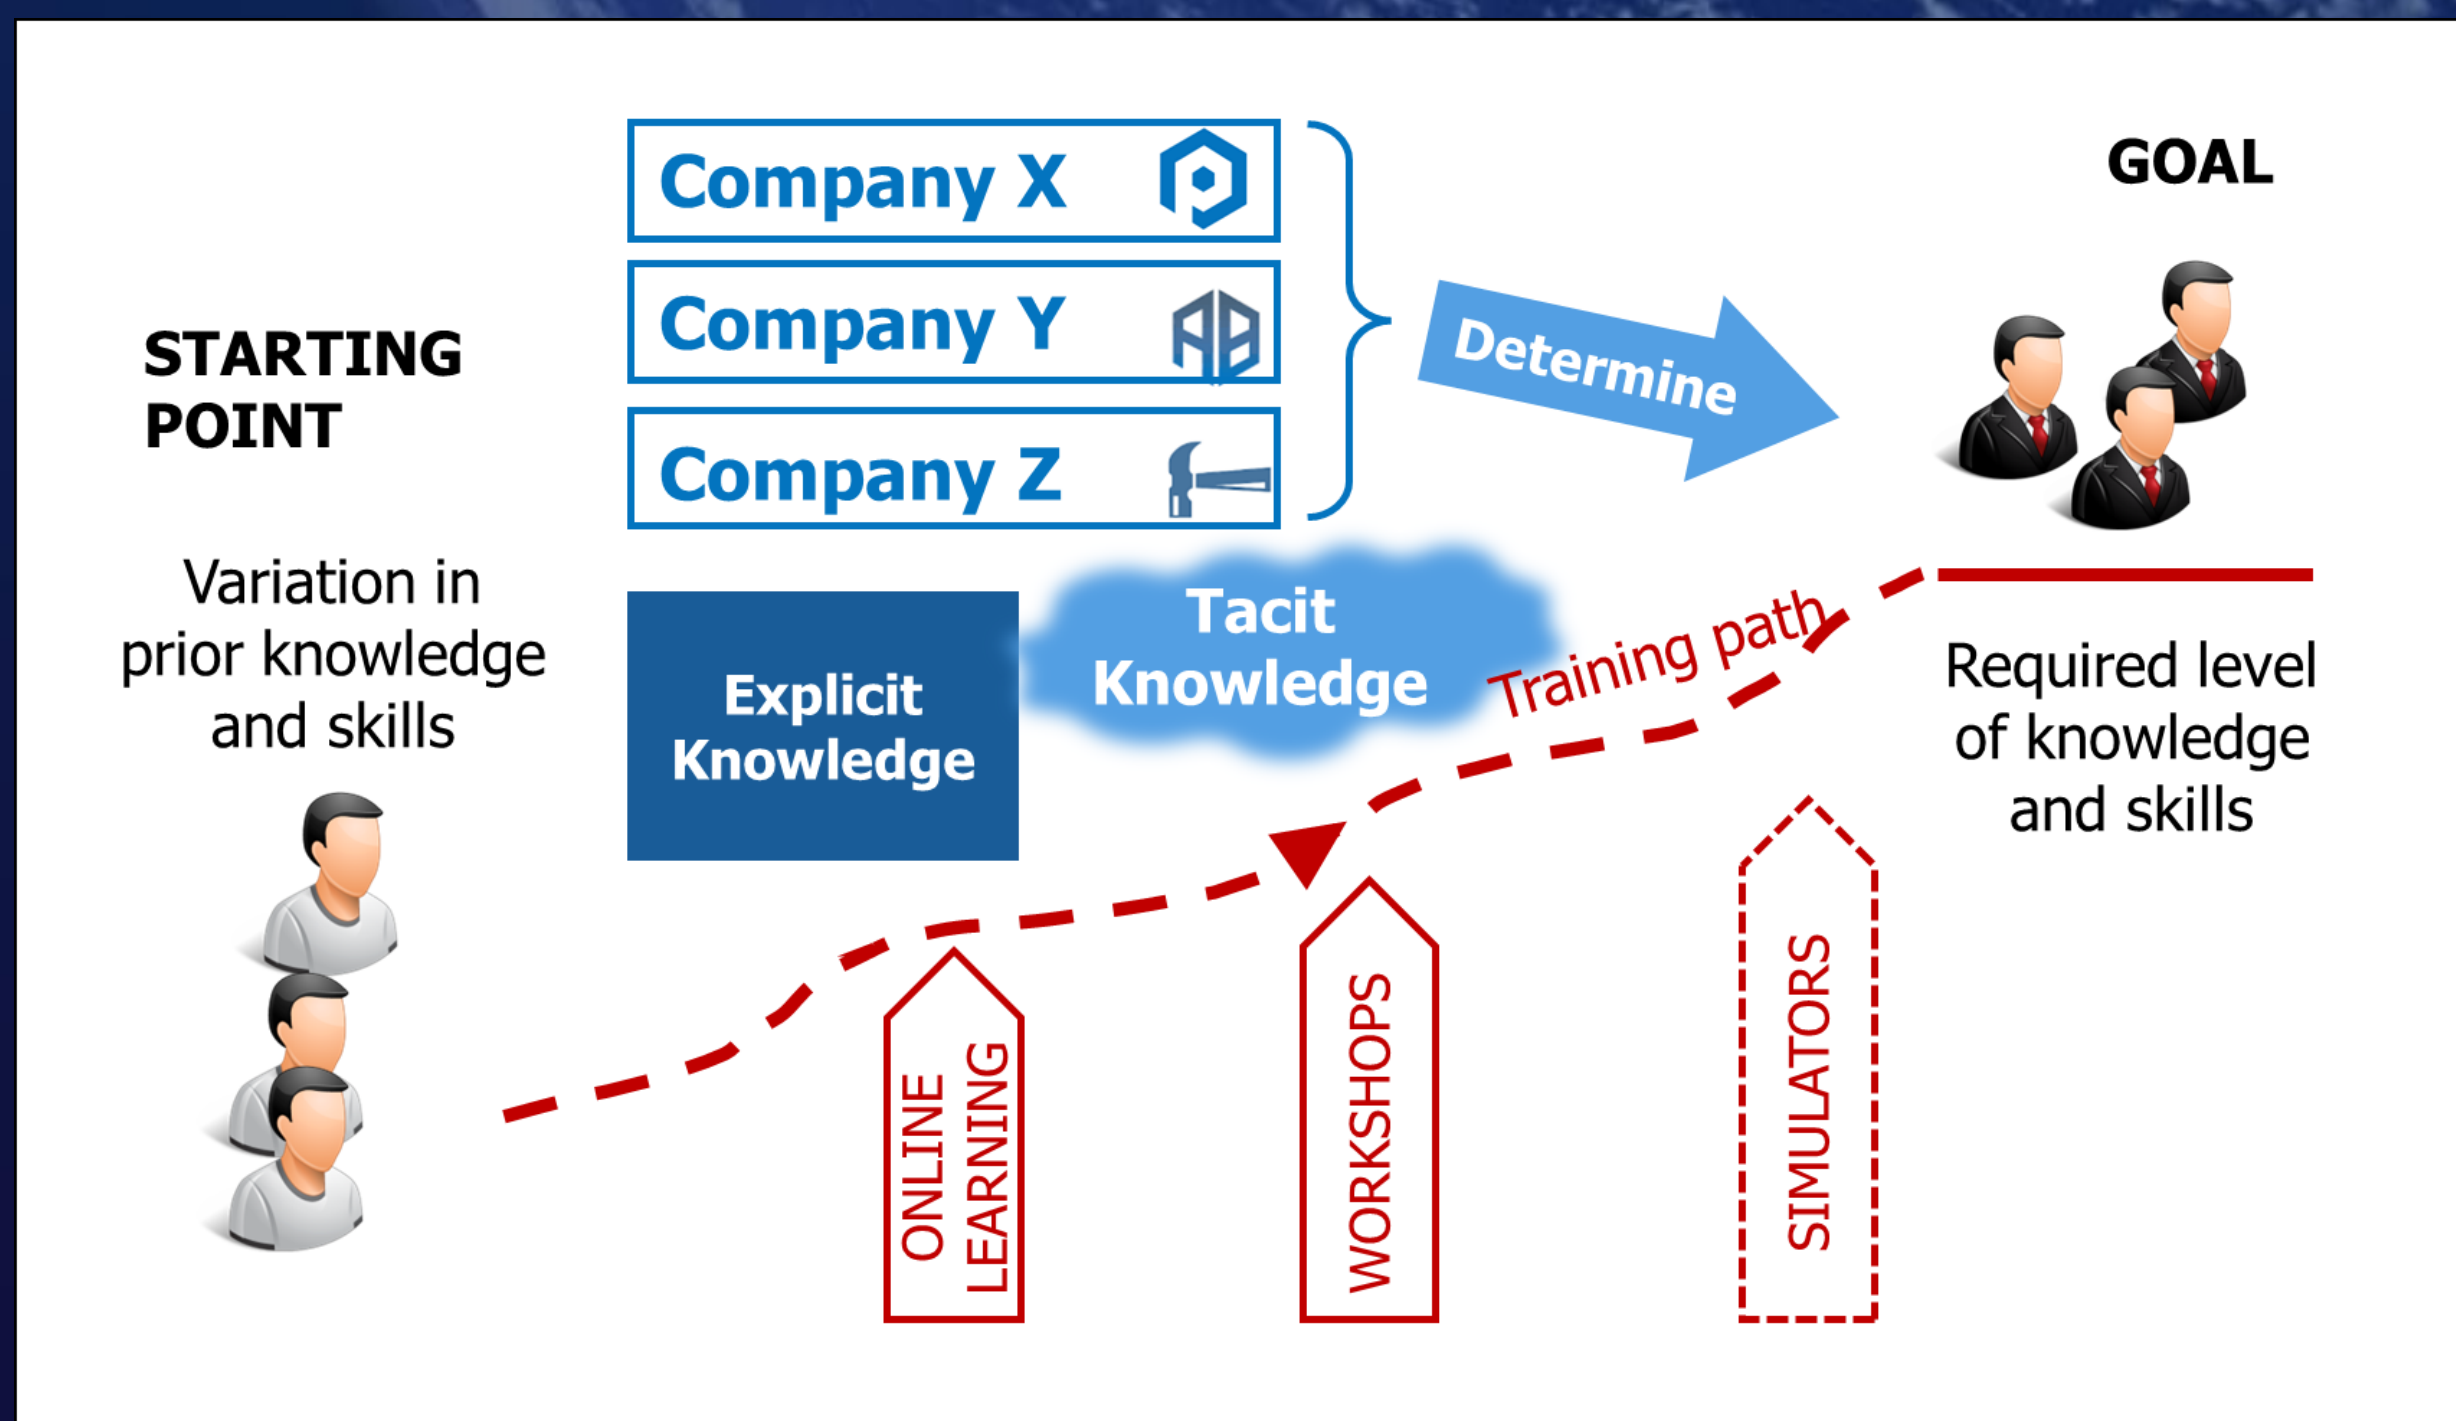 STARTING
POINT
Variation in
prior knowledge
and skills
Company X
Company Y
Company Z
Determine
GOAL
Explicit
Knowledge
Tacit
Knowledge
Training path
Required level
of knowledge
and skills
ONLINE
LEARNING
WORKSHOPS
SIMULATORS